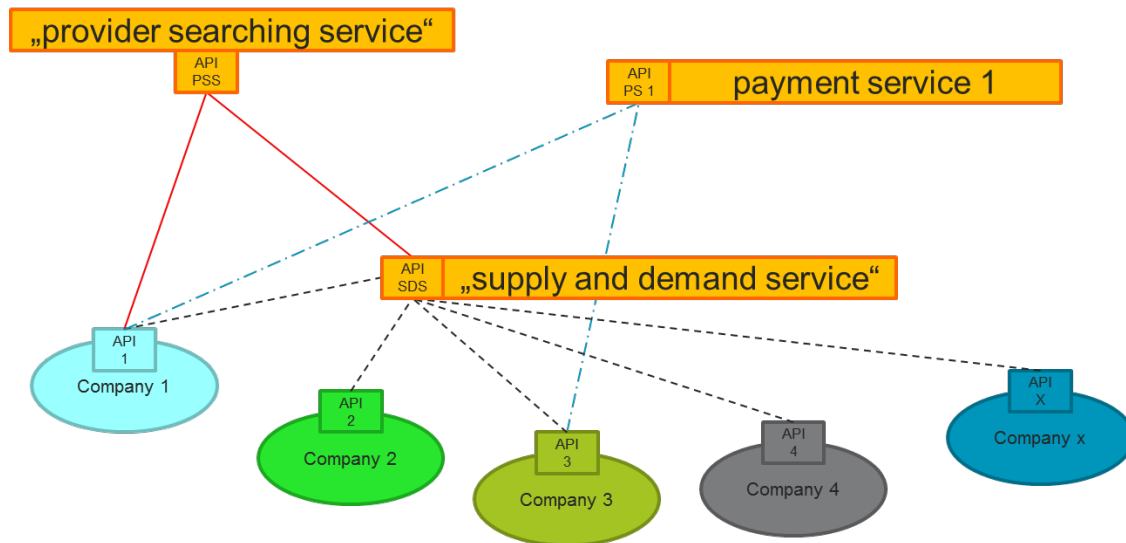 „provider searching service“
API
PSS
API
PS 1
payment service 1
API
SDS
„supply and demand service“
API
1
Company 1
API
2
Company 2
API
3
Company 3
API
4
Company 4
API
X
Company x